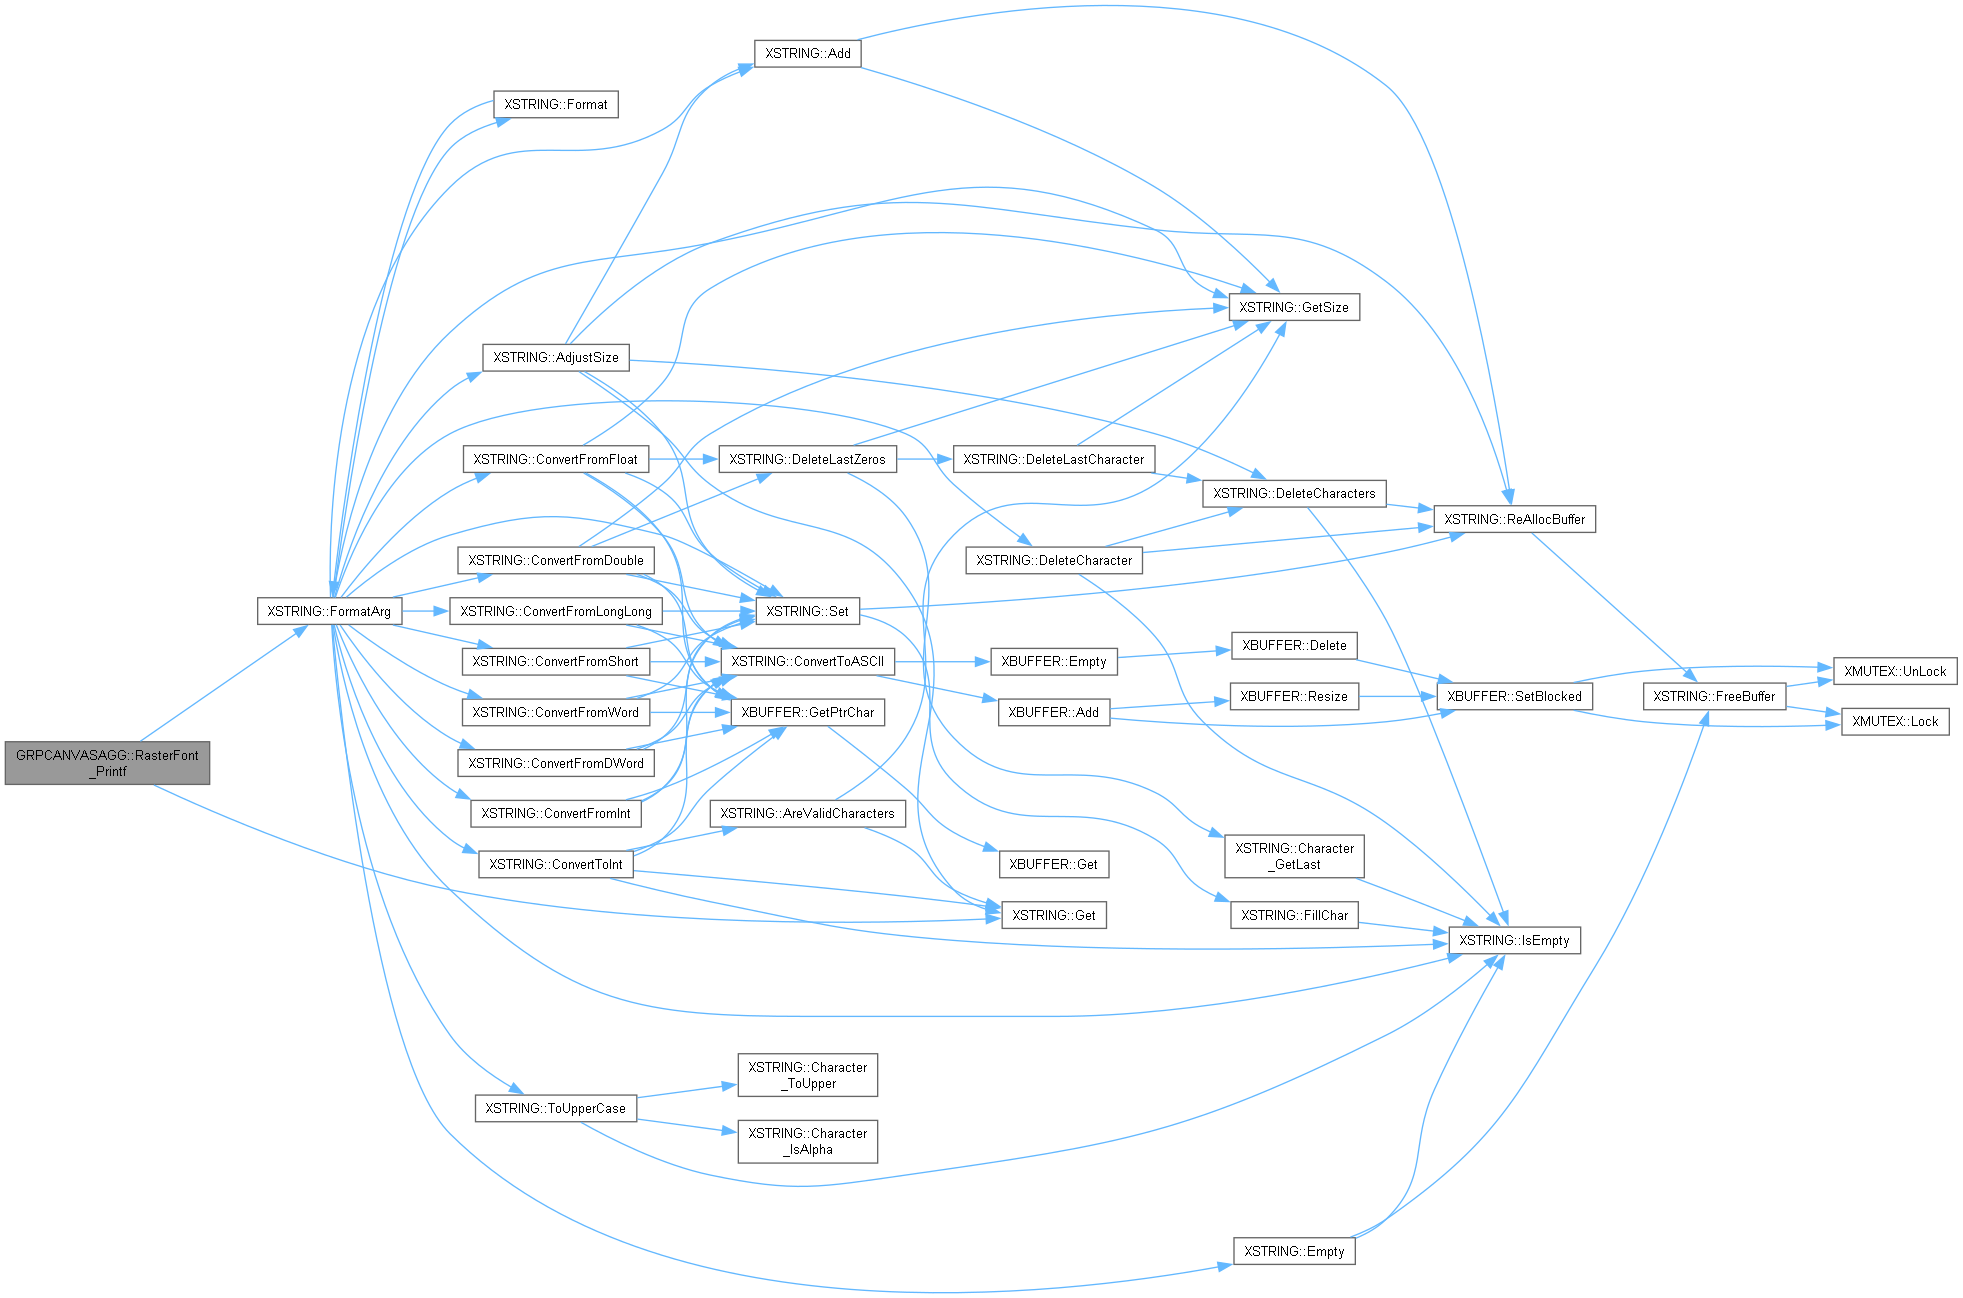 XSTRING::Add
XSTRING::Format
XSTRING::GetSize
XSTRING::AdjustSize
XSTRING::ConvertFromFloat
XSTRING::DeleteLastZeros
XSTRING::DeleteLastCharacter
XSTRING::DeleteCharacters
XSTRING::ReAllocBuffer
XSTRING::ConvertFromDouble
XSTRING::DeleteCharacter
XSTRING::FormatArg
XSTRING::ConvertFromLongLong
XSTRING::Set
XBUFFER::Delete
XSTRING::ConvertFromShort
XSTRING::ConvertToASCII
XBUFFER::Empty
XMUTEX::UnLock
XBUFFER::Resize
XBUFFER::SetBlocked
XSTRING::FreeBuffer
XSTRING::ConvertFromWord
XBUFFER::GetPtrChar
XBUFFER::Add
XMUTEX::Lock
GRPCANVASAGG::RasterFont
_Printf
XSTRING::ConvertFromDWord
XSTRING::ConvertFromInt
XSTRING::AreValidCharacters
XSTRING::ConvertToInt
XBUFFER::Get
XSTRING::Character
_GetLast
XSTRING::Get
XSTRING::FillChar
XSTRING::IsEmpty
XSTRING::Character
_ToUpper
XSTRING::ToUpperCase
XSTRING::Character
_IsAlpha
XSTRING::Empty